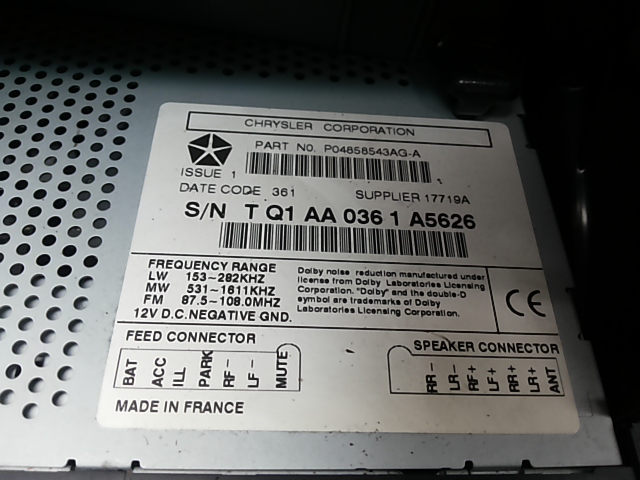 CHRYSLER CORPORATION
PART NO. P04858543AG-A
ISSUE 1
DATE CODE 361 SUPPLIER 17719A
S/N T Q1 AA 036 1 A5626
FREQUENCY RANGE
LW 153~282KHZ
MW 531~1611KHZ
FM 87.5~108.0MHZ
12V D.C. NEGATIVE GND.
Dolby noise reduction manufactured under
license from Dolby Laboratories Licensing
Corporation. "Dolby" and the double-D
symbol are trademarks of Dolby
Laboratories Licensing Corporation.
CE
FEED CONNECTOR
BAT
ACC
ILL
PARK
RF-
LF-
MUTE
SPEAKER CONNECTOR
RR-
LR-
RF+
LF+
RR+
LR+
ANT
MADE IN FRANCE